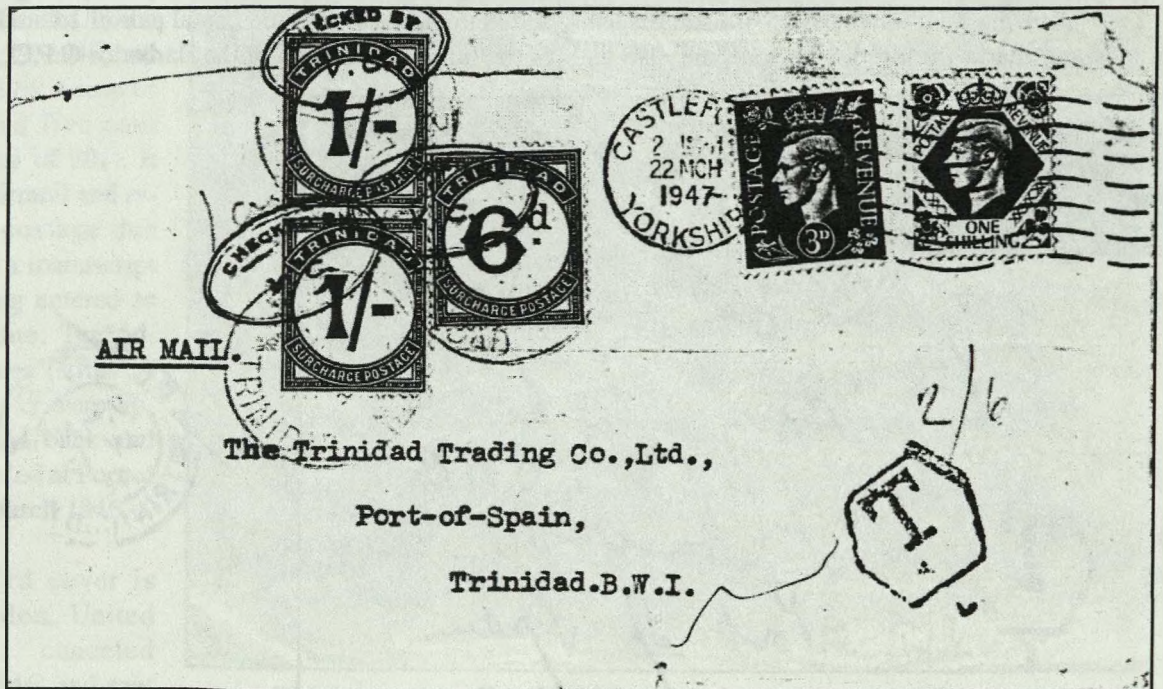 CHECKED BY
TRINIDAD
1/-
SURCHARGE POSTAGE
TRINIDAD
6d.
SURCHARGE POSTAGE
CHECKED
TRINIDAD
1/-
SURCHARGE POSTAGE
TRINID
CASTLEF
22 MCH
1947
YORKSHI
POSTAGE REVENUE
3D
POSTAGE REVENUE
ONE
SHILLING
AIR MAIL.
2/6
T
The Trinidad Trading Co.,Ltd.,
Port-of-Spain,
Trinidad.B.W.I.